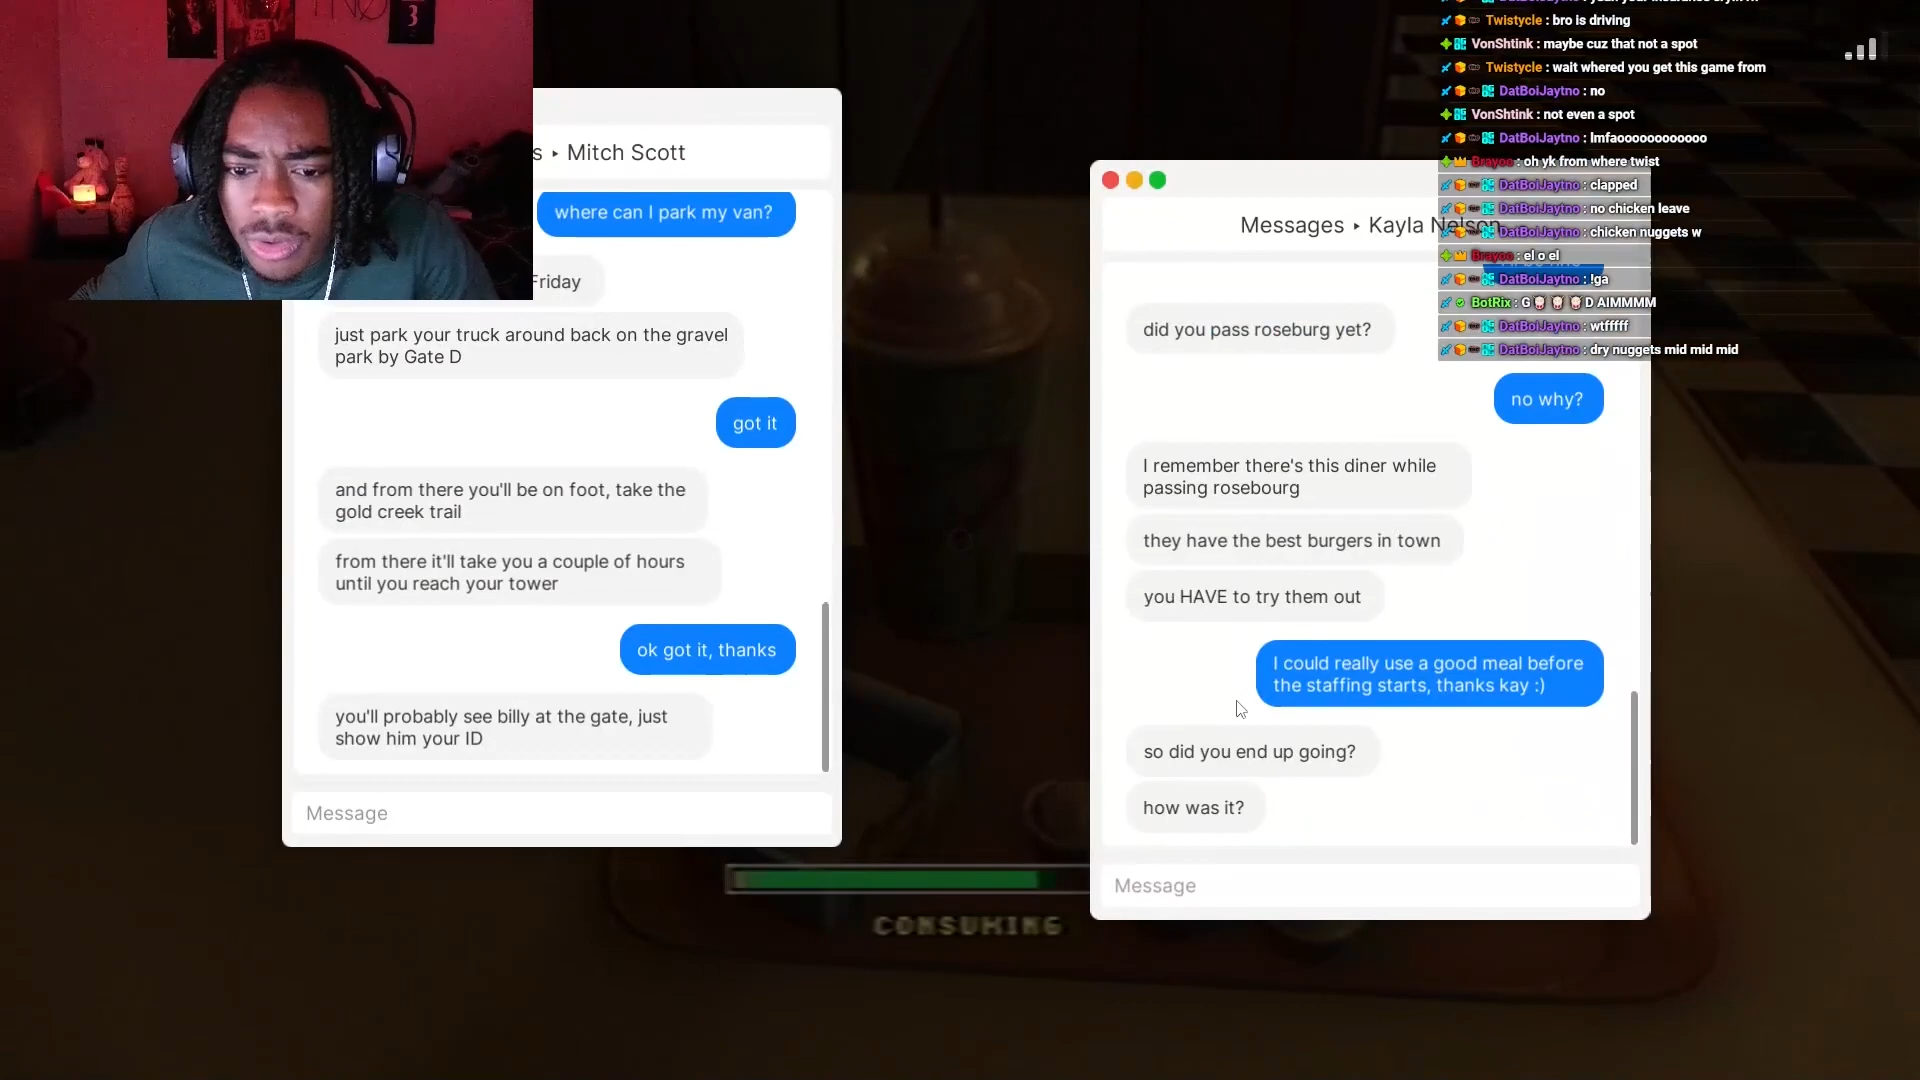 3
23
s ▸ Mitch Scott
where can I park my van?
Friday
just park your truck around back on the gravel
park by Gate D
got it
and from there you'll be on foot, take the
gold creek trail
from there it'll take you a couple of hours
until you reach your tower
ok got it, thanks
you'll probably see billy at the gate, just
show him your ID
Message
Messages ▸ Kayla Nelson
did you pass roseburg yet?
no why?
I remember there's this diner while
passing rosebourg
they have the best burgers in town
you HAVE to try them out
I could really use a good meal before
the staffing starts, thanks kay :)
so did you end up going?
how was it?
Message
CONSUMING
Twistycle : bro is driving
VonShtink : maybe cuz that not a spot
Twistycle : wait whered you get this game from
DatBoiJaytno : no
VonShtink : not even a spot
DatBoiJaytno : lmfaoooooooooooo
Brayoo : oh yk from where twist
DatBoiJaytno : clapped
DatBoiJaytno : no chicken leave
DatBoiJaytno : chicken nuggets w
Brayoo : el o el
DatBoiJaytno : !ga
BotRix : G D AIMMMM
DatBoiJaytno : wtfffff
DatBoiJaytno : dry nuggets mid mid mid